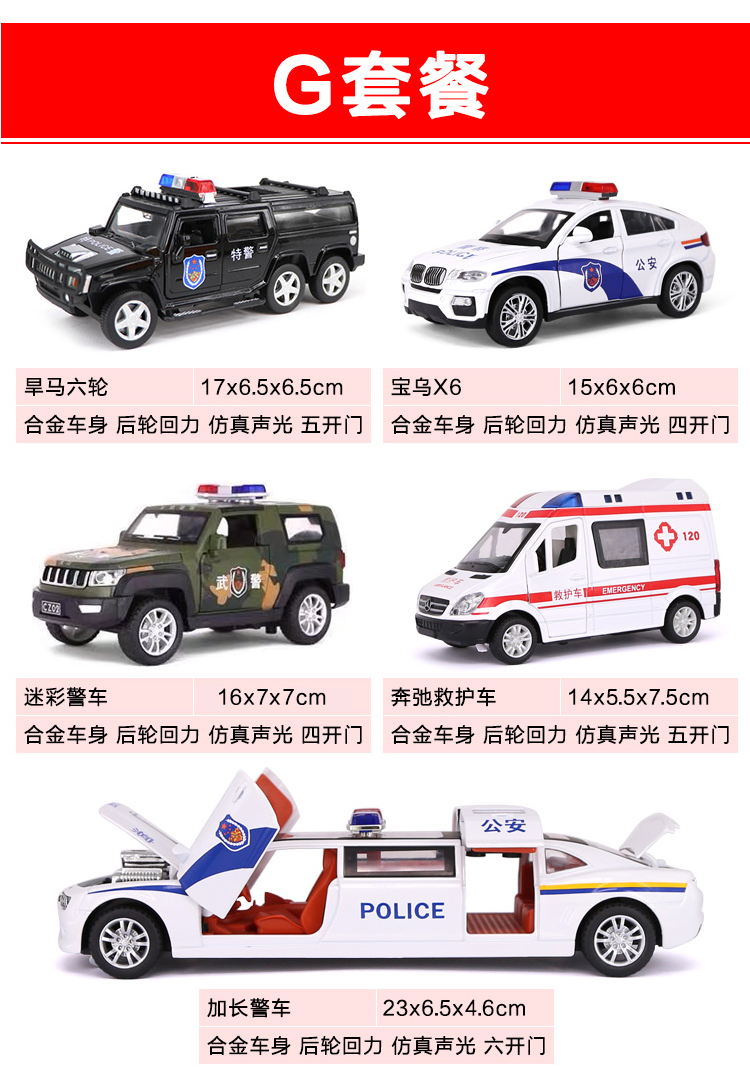 G套餐
POLICE
特警
公安
旱马六轮 17x6.5x6.5cm
合金车身 后轮回力 仿真声光 五开门
宝乌X6 15x6x6cm
合金车身 后轮回力 仿真声光 四开门
武 警
CZ02
120
120
救护车 EMERGENCY
迷彩警车 16x7x7cm
合金车身 后轮回力 仿真声光 四开门
奔弛救护车 14x5.5x7.5cm
合金车身 后轮回力 仿真声光 五开门
公安
POLICE
加长警车 23x6.5x4.6cm
合金车身 后轮回力 仿真声光 六开门